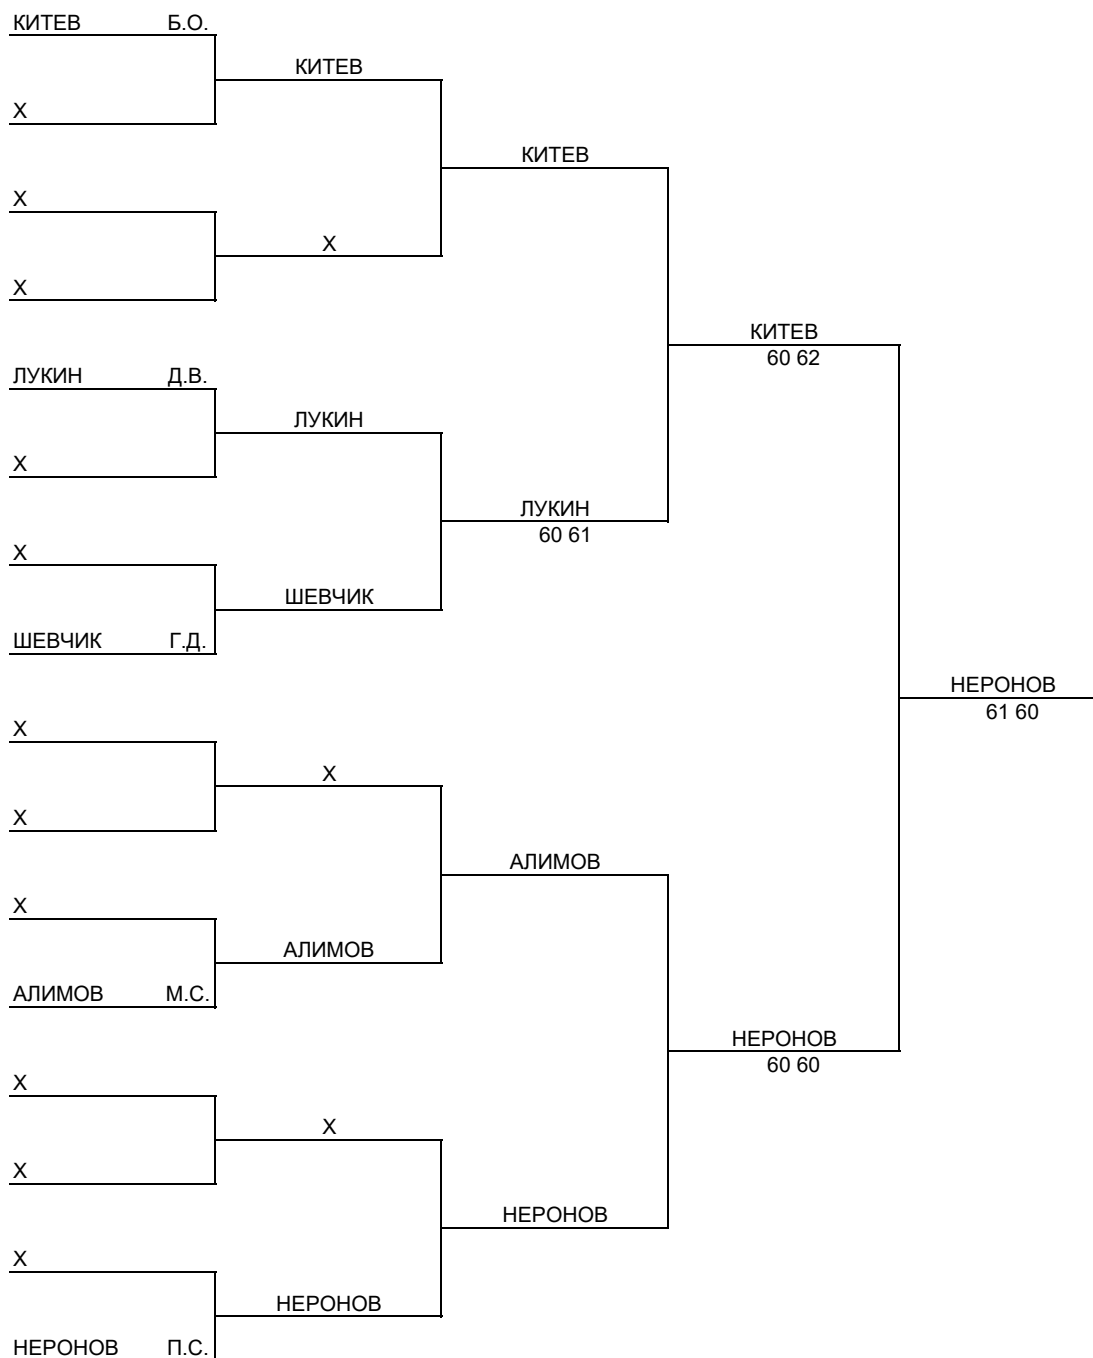 КИТЕВ Б.О.
КИТЕВ
X
КИТЕВ
X
X
X
КИТЕВ
60 62
ЛУКИН Д.В.
ЛУКИН
X
ЛУКИН
60 61
X
ШЕВЧИК
ШЕВЧИК Г.Д.
НЕРОНОВ
61 60
X
X
X
АЛИМОВ
X
АЛИМОВ
АЛИМОВ М.С.
НЕРОНОВ
60 60
X
X
X
НЕРОНОВ
X
НЕРОНОВ
НЕРОНОВ П.С.